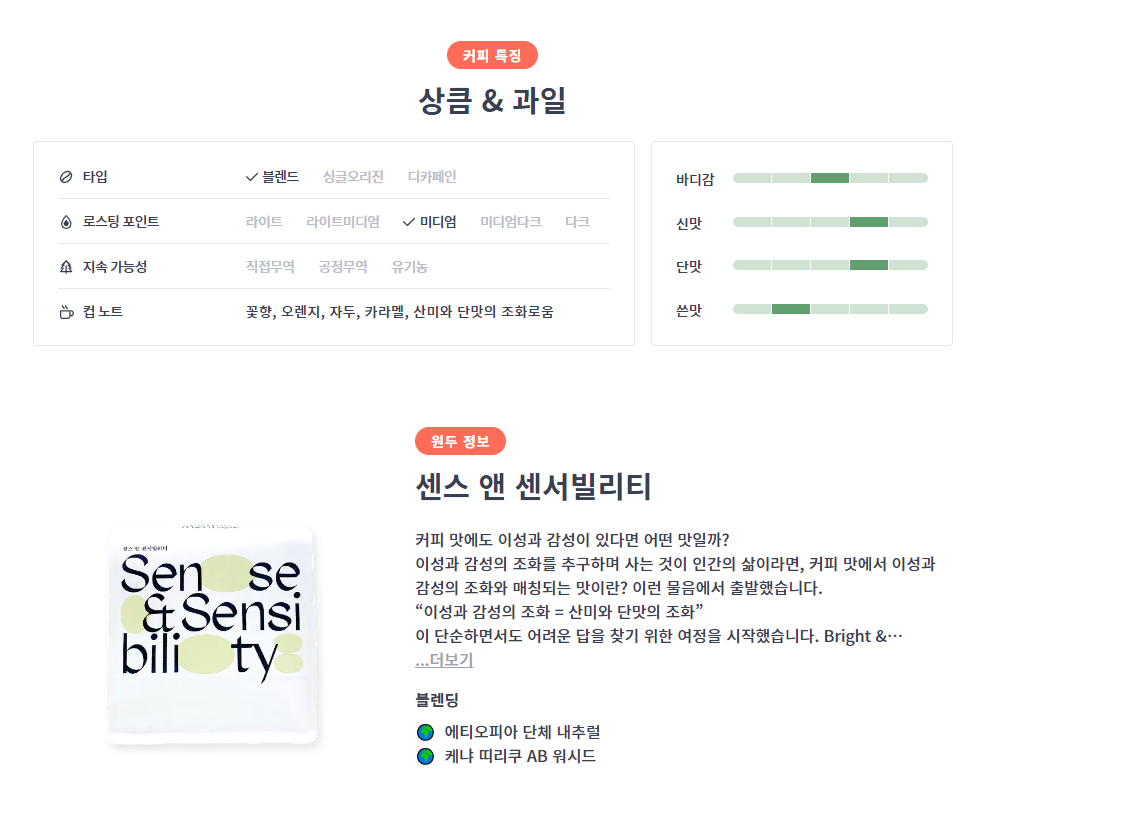 커피 특징
상큼 & 과일
타입 블렌드 싱글오리진 디카페인
로스팅 포인트 라이트 라이트미디엄 미디엄 미디엄다크 다크
지속 가능성 직접무역 공정무역 유기농
컵 노트 꽃향, 오렌지, 자두, 카라멜, 산미와 단맛의 조화로움
바디감
신맛
단맛
쓴맛
원두 정보
센스 앤 센서빌리티
커피 맛에도 이성과 감성이 있다면 어떤 맛일까?
이성과 감성의 조화를 추구하며 사는 것이 인간의 삶이라면, 커피 맛에서 이성과
감성의 조화와 매칭되는 맛이란? 이런 물음에서 출발했습니다.
“이성과 감성의 조화 = 산미와 단맛의 조화”
이 단순하면서도 어려운 답을 찾기 위한 여정을 시작했습니다. Bright &⋯
...더보기
블렌딩
에티오피아 단체 내추럴
케냐 띠리쿠 AB 워시드
센스 앤 센서빌리티
Sen se
& Sensi
bili ty